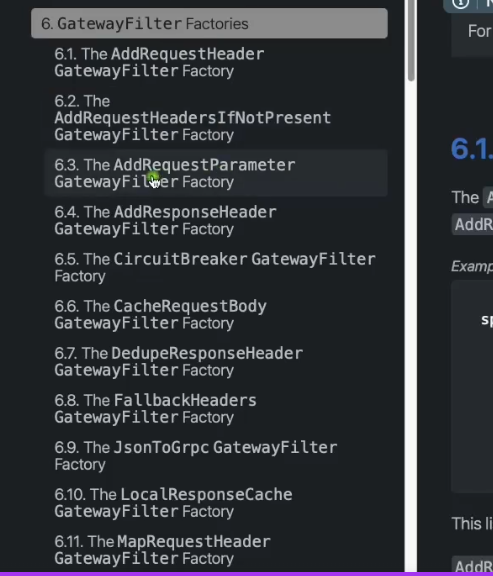 6. GatewayFilter Factories
6.1. The AddRequestHeader
GatewayFilter Factory
6.2. The
AddRequestHeadersIfNotPresent
GatewayFilter Factory
6.3. The AddRequestParameter
GatewayFilter Factory
6.4. The AddResponseHeader
GatewayFilter Factory
6.5. The CircuitBreaker GatewayFilter
Factory
6.6. The CacheRequestBody
GatewayFilter Factory
6.7. The DedupeResponseHeader
GatewayFilter Factory
6.8. The FallbackHeaders
GatewayFilter Factory
6.9. The JsonToGrpc GatewayFilter
Factory
6.10. The LocalResponseCache
GatewayFilter Factory
6.11. The MapRequestHeader
GatewayFilter Factory
For
6.1.
The A
AddR
Examp
sp
This li
AddR